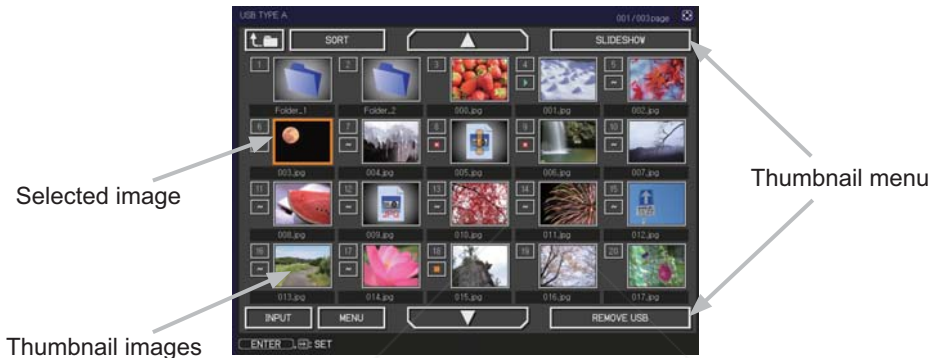 USB TYPE A 001/003page
SORT SLIDESHOW
1 2 3 4 5
Folder_1 Folder_2 000.jpg 001.jpg 002.jpg
6 7 8 9 10
003.jpg 004.jpg 005.jpg 006.jpg 007.jpg
Selected image
Thumbnail menu
11 12 13 14 15
JPG
008.jpg 009.jpg 010.jpg 011.jpg 012.jpg
16 17 18 19 20
013.jpg 014.jpg 015.jpg 016.jpg 017.jpg
INPUT MENU REMOVE USB
Thumbnail images
ENTER , : SET